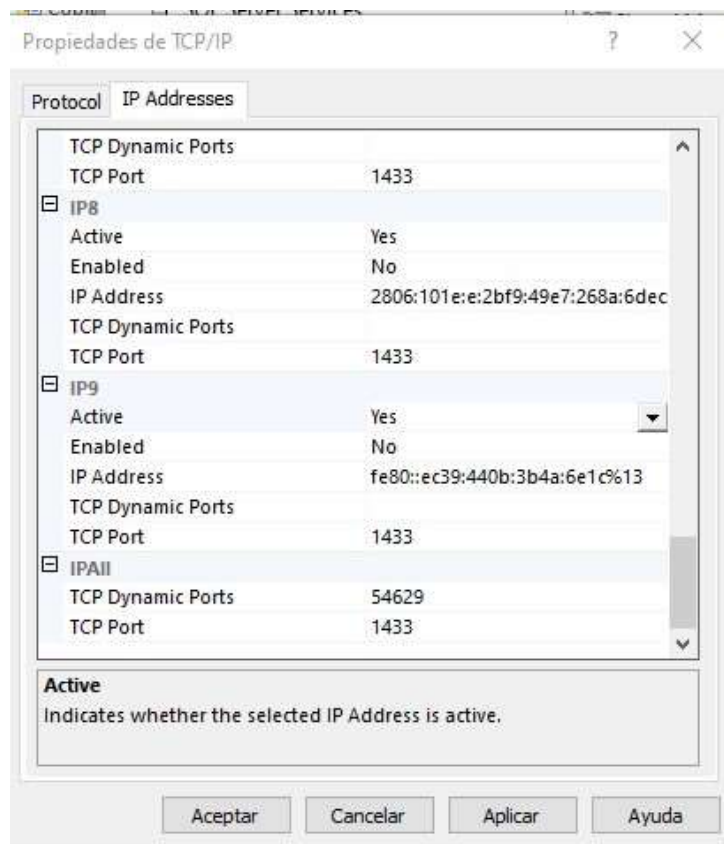 Propiedades de TCP/IP ?
Protocol IP Addresses
TCP Dynamic Ports
TCP Port 1433
IP8
Active Yes
Enabled No
IP Address 2806:101e:e:2bf9:49e7:268a:6dec
TCP Dynamic Ports
TCP Port 1433
IP9
Active Yes
Enabled No
IP Address fe80::ec39:440b:3b4a:6e1c%13
TCP Dynamic Ports
TCP Port 1433
IPAll
TCP Dynamic Ports 54629
TCP Port 1433
Active
Indicates whether the selected IP Address is active.
Aceptar Cancelar Aplicar Ayuda